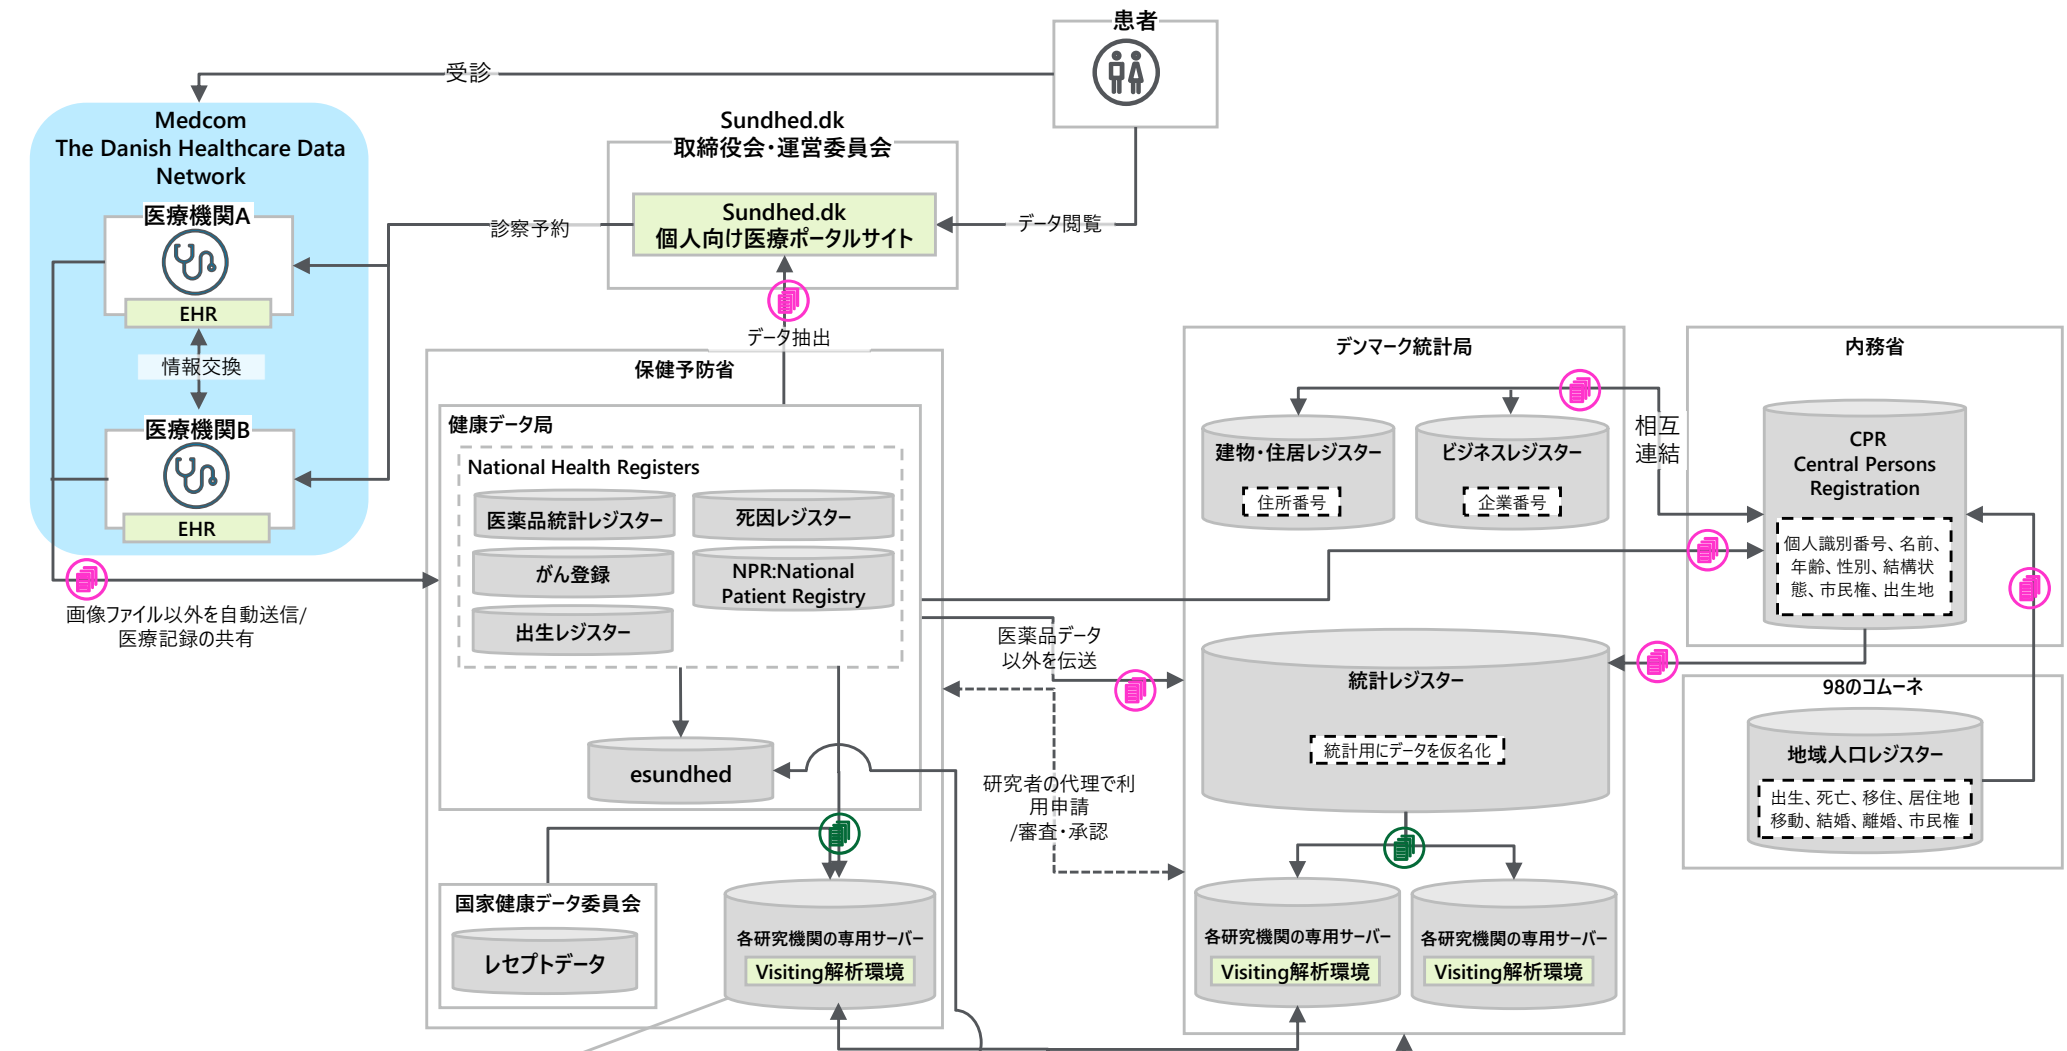 患者
受診
Medcom
The Danish Healthcare Data
Network
医療機関A
EHR
情報交換
医療機関B
EHR
Sundhed.dk
取締役会・運営委員会
Sundhed.dk
個人向け医療ポータルサイト
診察予約
データ閲覧
データ抽出
画像ファイル以外を自動送信/
医療記録の共有
保健予防省
健康データ局
National Health Registers
医薬品統計レジスター
死因レジスター
がん登録
NPR:National
Patient Registry
出生レジスター
esundhed
国家健康データ委員会
レセプトデータ
各研究機関の専用サーバー
Visiting解析環境
医薬品データ
以外を伝送
研究者の代理で利
用申請
/審査・承認
デンマーク統計局
建物・住居レジスター
住所番号
ビジネスレジスター
企業番号
相互
連結
統計レジスター
統計用にデータを仮名化
各研究機関の専用サーバー
Visiting解析環境
各研究機関の専用サーバー
Visiting解析環境
内務省
CPR
Central Persons
Registration
個人識別番号、名前、
年齢、性別、結構状
態、市民権、出生地
98のコムーネ
地域人口レジスター
出生、死亡、移住、居住地
移動、結婚、離婚、市民権